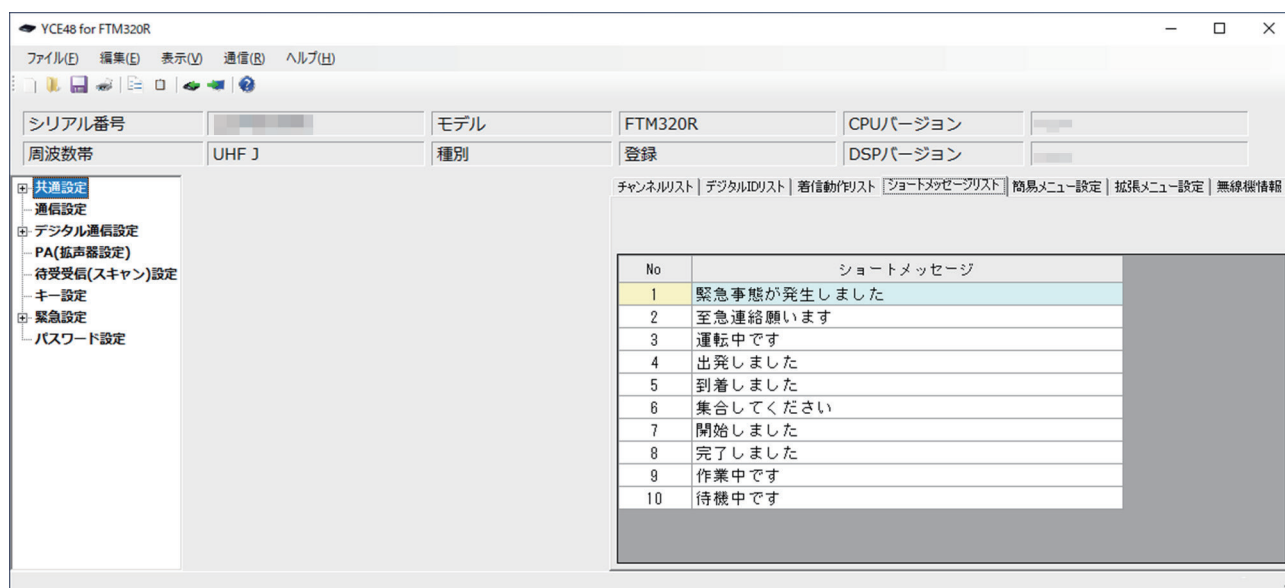 YCE48 for FTM320R
ファイル(F) 編集(E) 表示(V) 通信(R) ヘルプ(H)
シリアル番号 モデル FTM320R CPUバージョン
周波数帯 UHF J 種別 登録 DSPバージョン
共通設定
通信設定
デジタル通信設定
PA(拡声器設定)
待受受信(スキャン)設定
キー設定
緊急設定
パスワード設定
チャンネルリスト デジタルIDリスト 着信動作リスト ショートメッセージリスト 簡易メニュー設定 拡張メニュー設定 無線機情報
No ショートメッセージ
1 緊急事態が発生しました
2 至急連絡願います
3 運転中です
4 出発しました
5 到着しました
6 集合してください
7 開始しました
8 完了しました
9 作業中です
10 待機中です